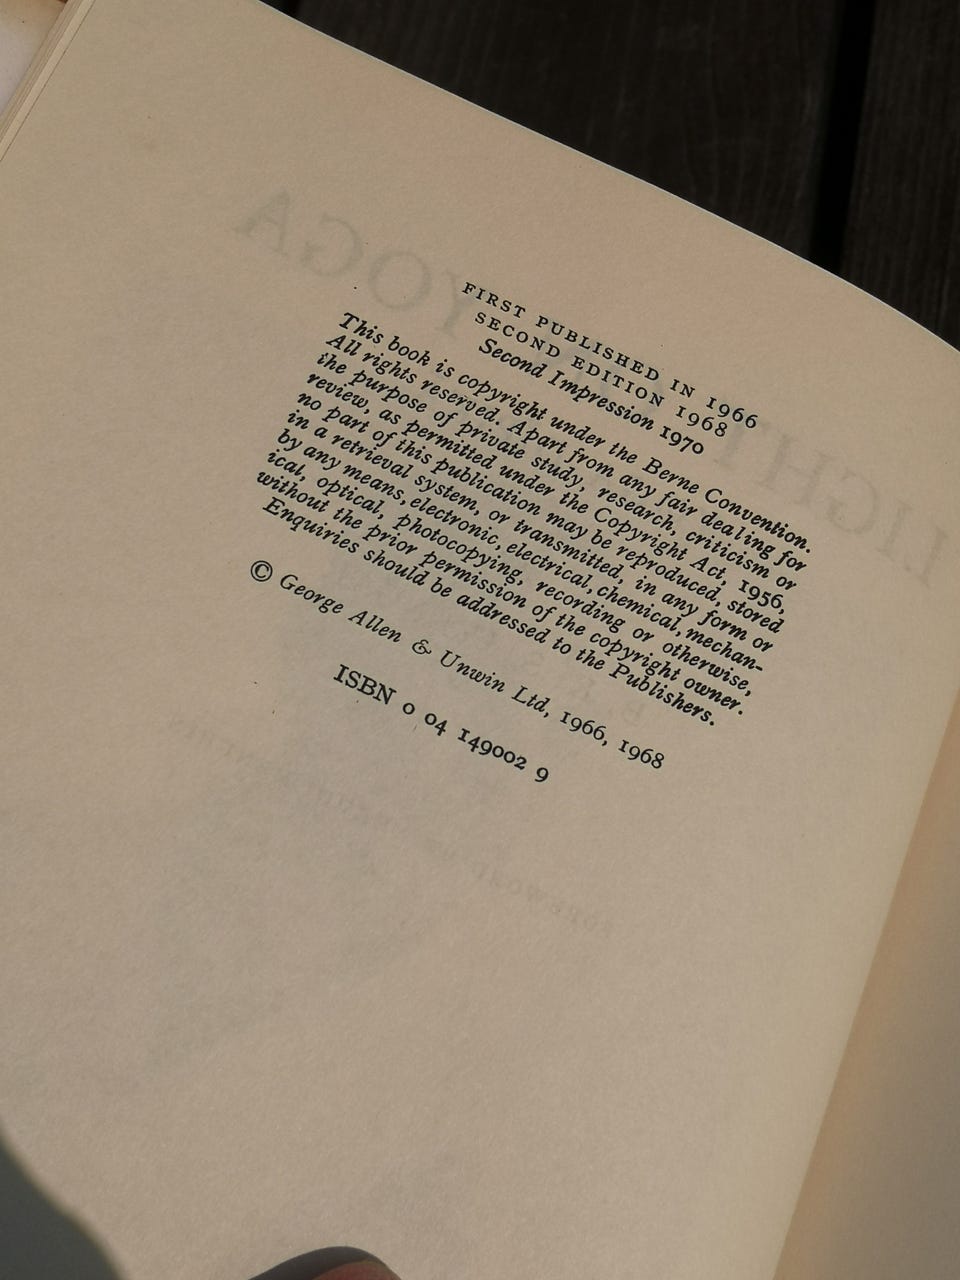 FIRST PUBLISHED IN 1966
SECOND EDITION 1968
Second Impression 1970
This book is copyright under the Berne Convention.
All rights reserved. Apart from any fair dealing for
the purpose of private study, research, criticism or
review, as permitted under the Copyright Act, 1956,
no part of this publication may be reproduced, stored
in a retrieval system, or transmitted, in any form or
by any means, electronic, electrical, chemical, mechan-
ical, optical, photocopying, recording or otherwise,
without the prior permission of the copyright owner.
Enquiries should be addressed to the Publishers.
© George Allen & Unwin Ltd, 1966, 1968
ISBN 0 04 149002 9